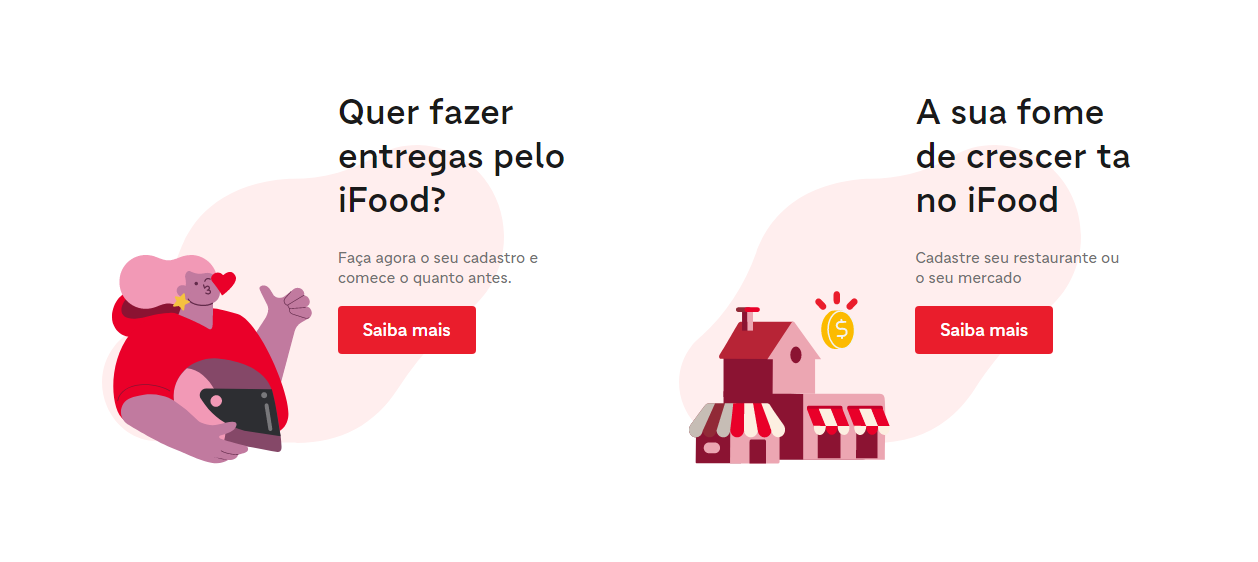 Quer fazer
entregas pelo
iFood?
Faça agora o seu cadastro e
comece o quanto antes.
Saiba mais
A sua fome
de crescer ta
no iFood
Cadastre seu restaurante ou
o seu mercado
Saiba mais
$